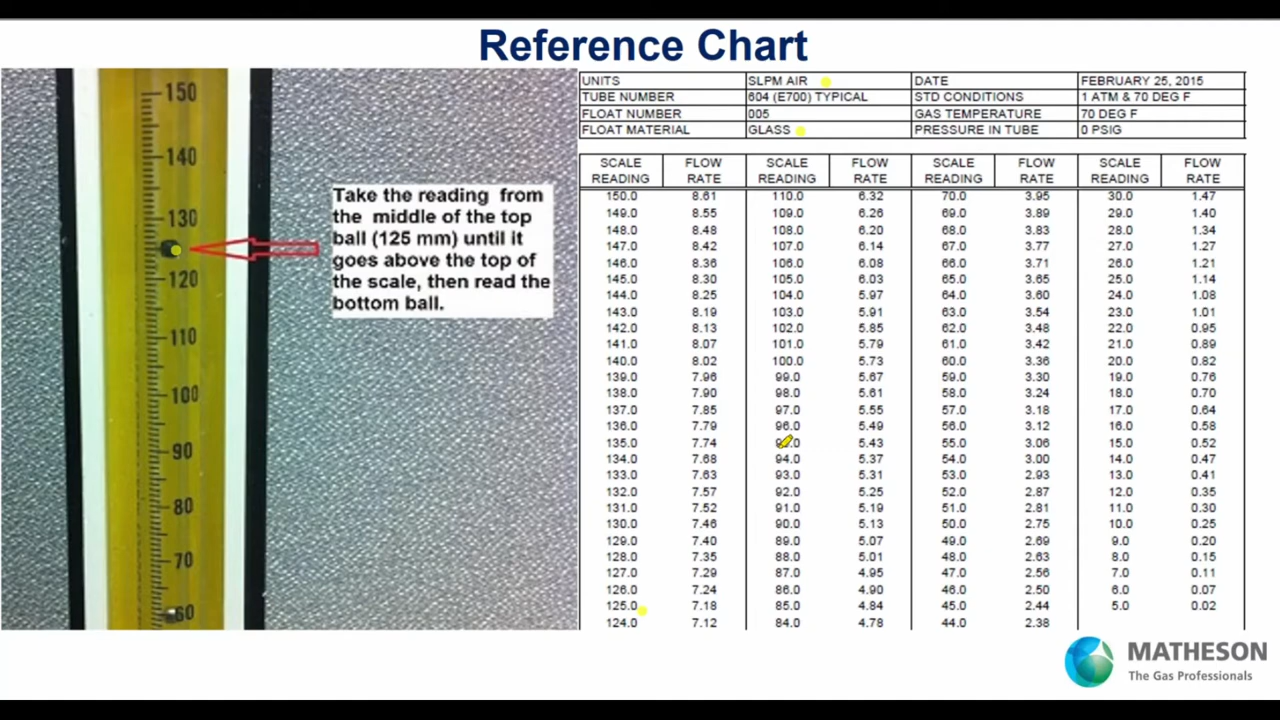 Reference Chart
150
140
130
120
110
100
90
80
70
60
Take the reading from
the middle of the top
ball (125 mm) until it
goes above the top of
the scale, then read the
bottom ball.
UNITS SLPM AIR DATE FEBRUARY 25, 2015
TUBE NUMBER 604 (E700) TYPICAL STD CONDITIONS 1 ATM & 70 DEG F
FLOAT NUMBER 005 GAS TEMPERATURE 70 DEG F
FLOAT MATERIAL GLASS PRESSURE IN TUBE 0 PSIG
SCALE FLOW SCALE FLOW SCALE FLOW SCALE FLOW
READING RATE READING RATE READING RATE READING RATE
150.0 8.61 110.0 6.32 70.0 3.95 30.0 1.47
149.0 8.55 109.0 6.26 69.0 3.89 29.0 1.40
148.0 8.48 108.0 6.20 68.0 3.83 28.0 1.34
147.0 8.42 107.0 6.14 67.0 3.77 27.0 1.27
146.0 8.36 106.0 6.08 66.0 3.71 26.0 1.21
145.0 8.30 105.0 6.03 65.0 3.65 25.0 1.14
144.0 8.25 104.0 5.97 64.0 3.60 24.0 1.08
143.0 8.19 103.0 5.91 63.0 3.54 23.0 1.01
142.0 8.13 102.0 5.85 62.0 3.48 22.0 0.95
141.0 8.07 101.0 5.79 61.0 3.42 21.0 0.89
140.0 8.02 100.0 5.73 60.0 3.36 20.0 0.82
139.0 7.96 99.0 5.67 59.0 3.30 19.0 0.76
138.0 7.90 98.0 5.61 58.0 3.24 18.0 0.70
137.0 7.85 97.0 5.55 57.0 3.18 17.0 0.64
136.0 7.79 96.0 5.49 56.0 3.12 16.0 0.58
135.0 7.74 5.43 55.0 3.06 15.0 0.52
134.0 7.68 94.0 5.37 54.0 3.00 14.0 0.47
133.0 7.63 93.0 5.31 53.0 2.93 13.0 0.41
132.0 7.57 92.0 5.25 52.0 2.87 12.0 0.35
131.0 7.52 91.0 5.19 51.0 2.81 11.0 0.30
130.0 7.46 90.0 5.13 50.0 2.75 10.0 0.25
129.0 7.40 89.0 5.07 49.0 2.69 9.0 0.20
128.0 7.35 88.0 5.01 48.0 2.63 8.0 0.15
127.0 7.29 87.0 4.95 47.0 2.56 7.0 0.11
126.0 7.24 86.0 4.90 46.0 2.50 6.0 0.07
125.0 7.18 85.0 4.84 45.0 2.44 5.0 0.02
124.0 7.12 84.0 4.78 44.0 2.38
MATHESON
The Gas Professionals